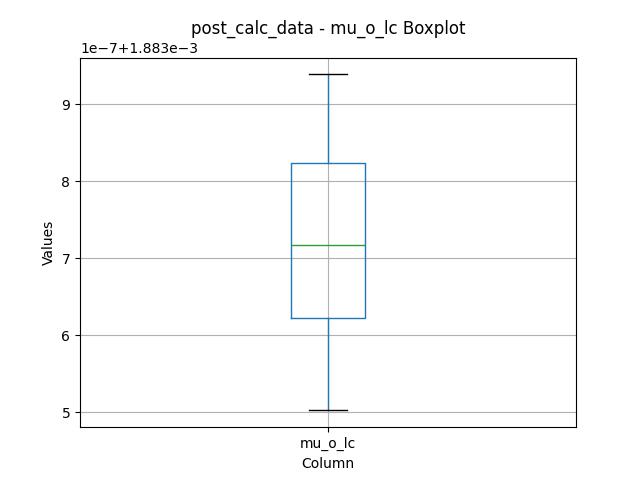 post_calc_data - mu_o_lc Boxplot
1e−7+1.883e−3
9
8
7
6
5
Values
mu_o_lc
Column